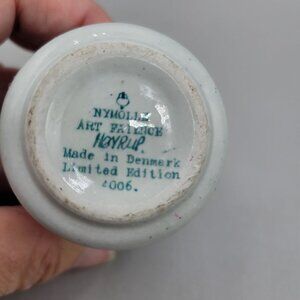 NYMOLLE
ART FAIENCE
HOYRUP.
Made in Denmark
Limited Edition
4006.